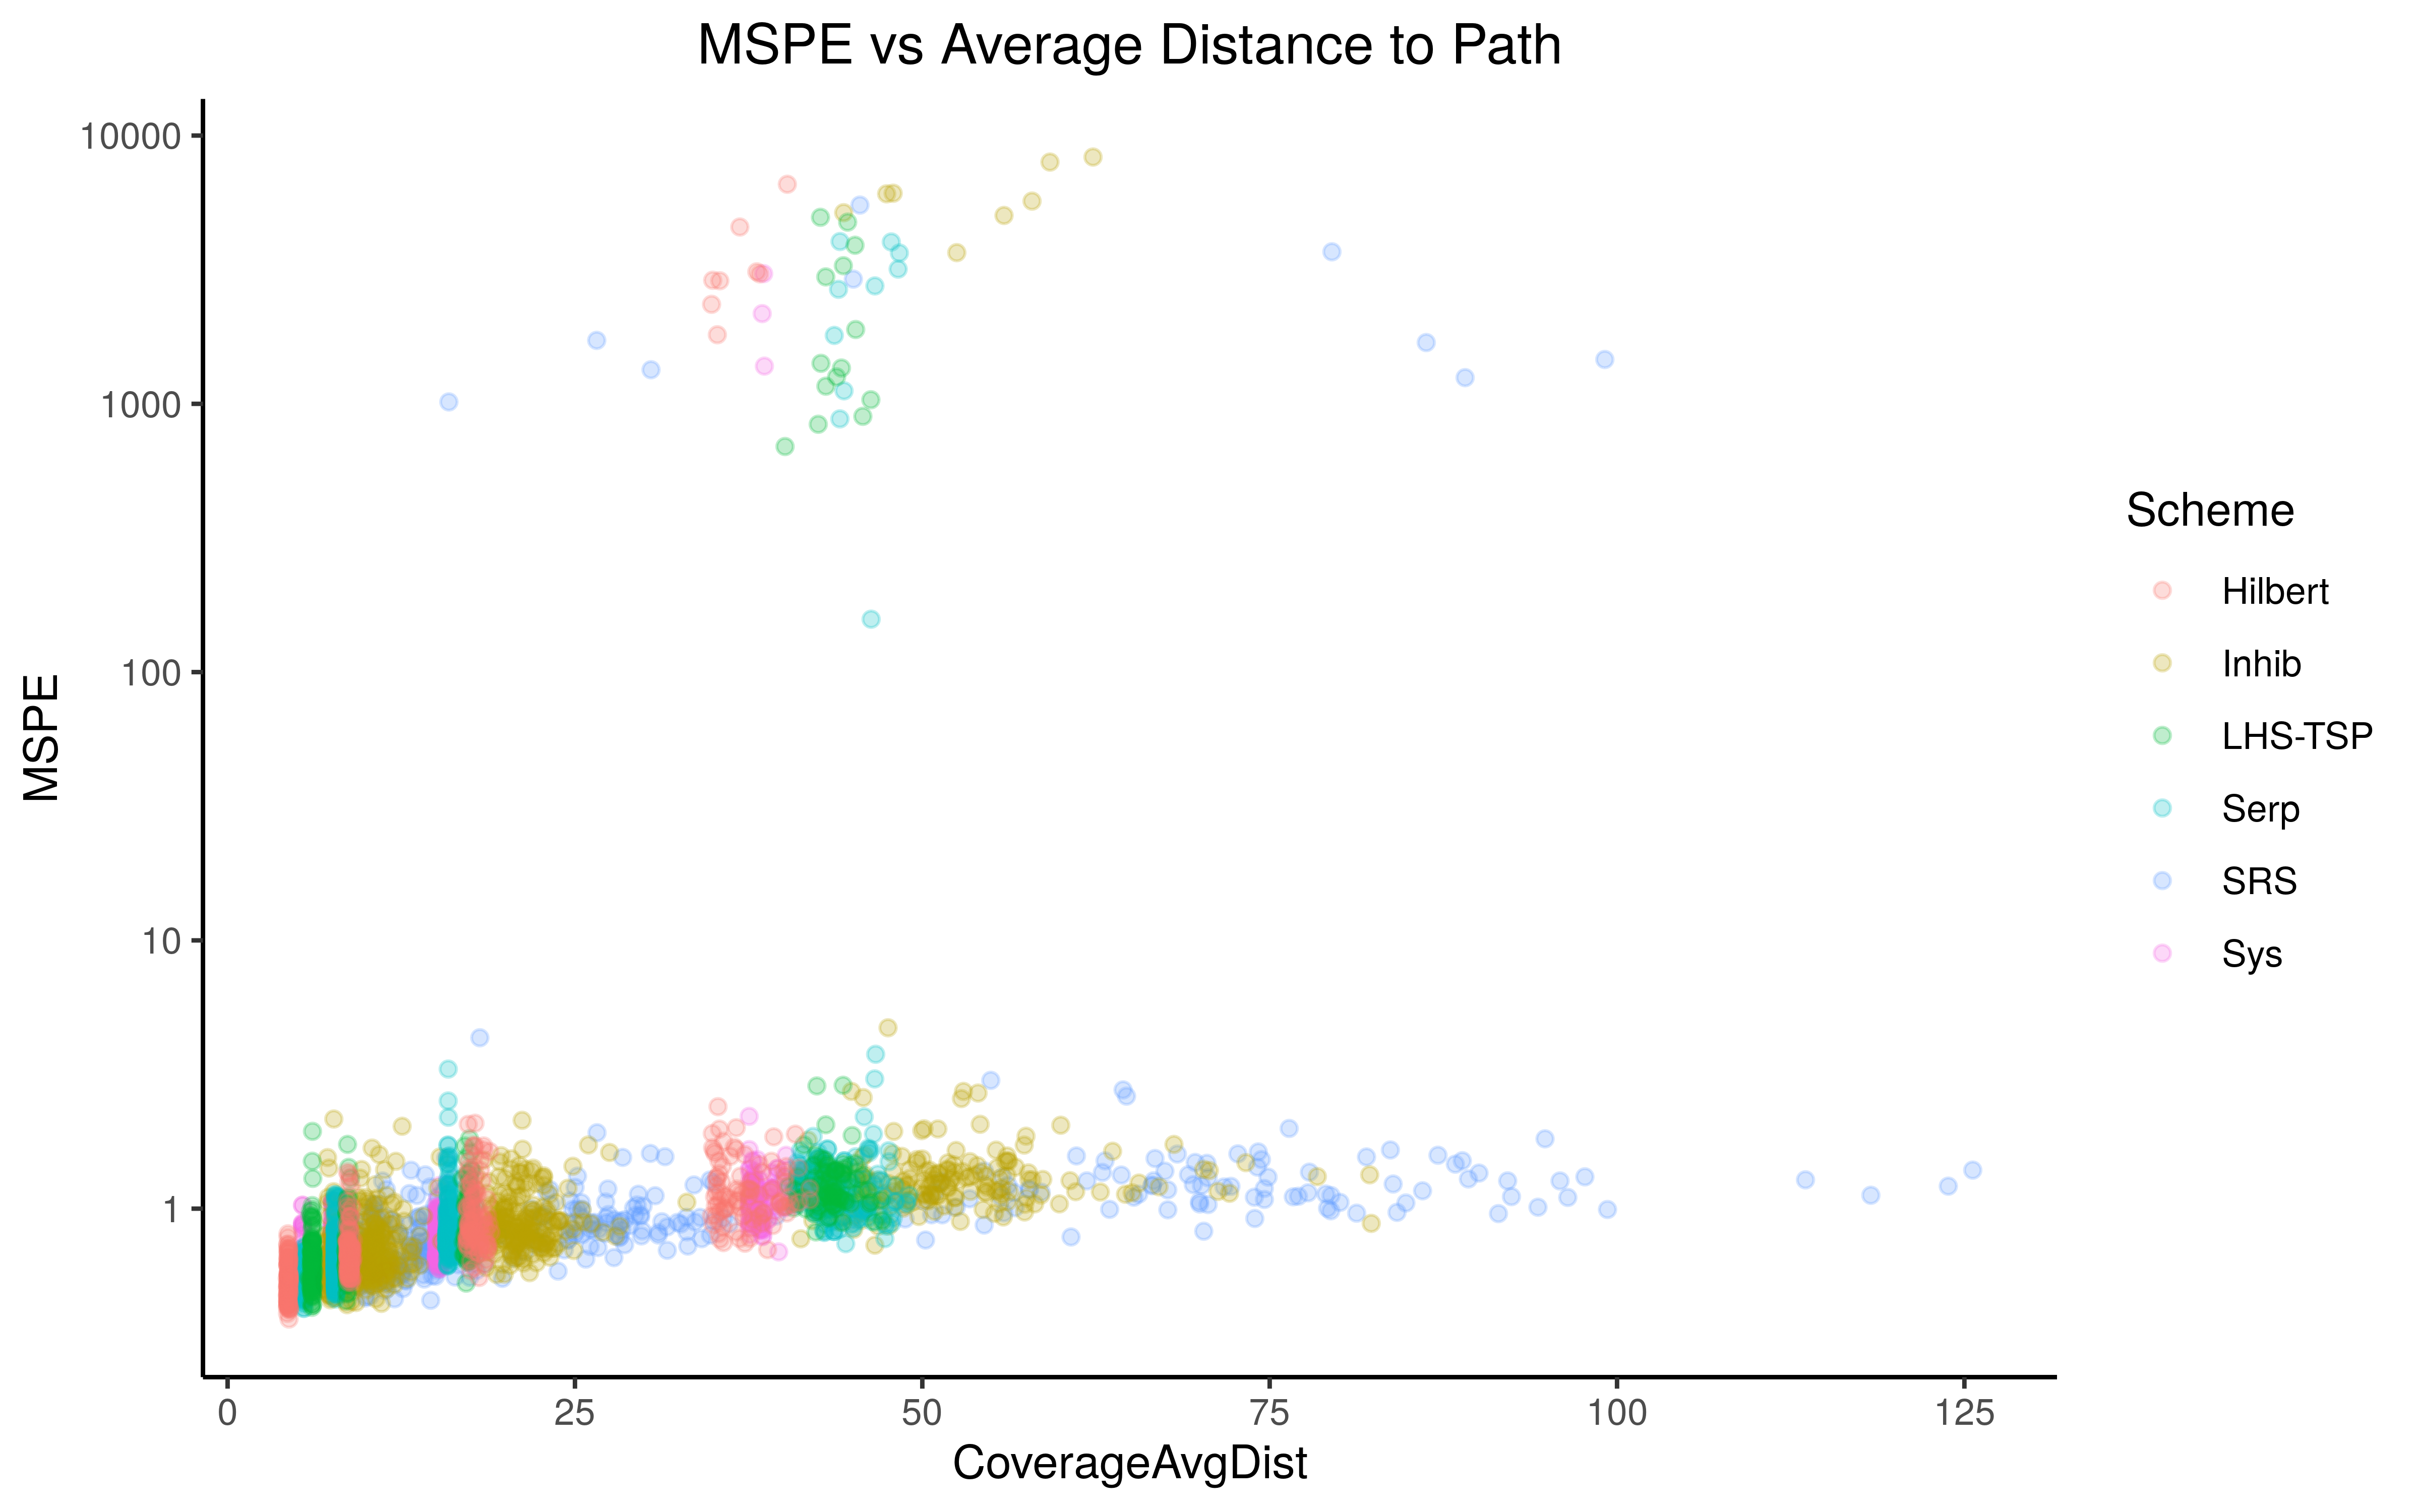 MSPE vs Average Distance to Path
10000
1000
100
10
1
MSPE
0 25 50 75 100 125
CoverageAvgDist
Scheme
Hilbert
Inhib
LHS-TSP
Serp
SRS
Sys